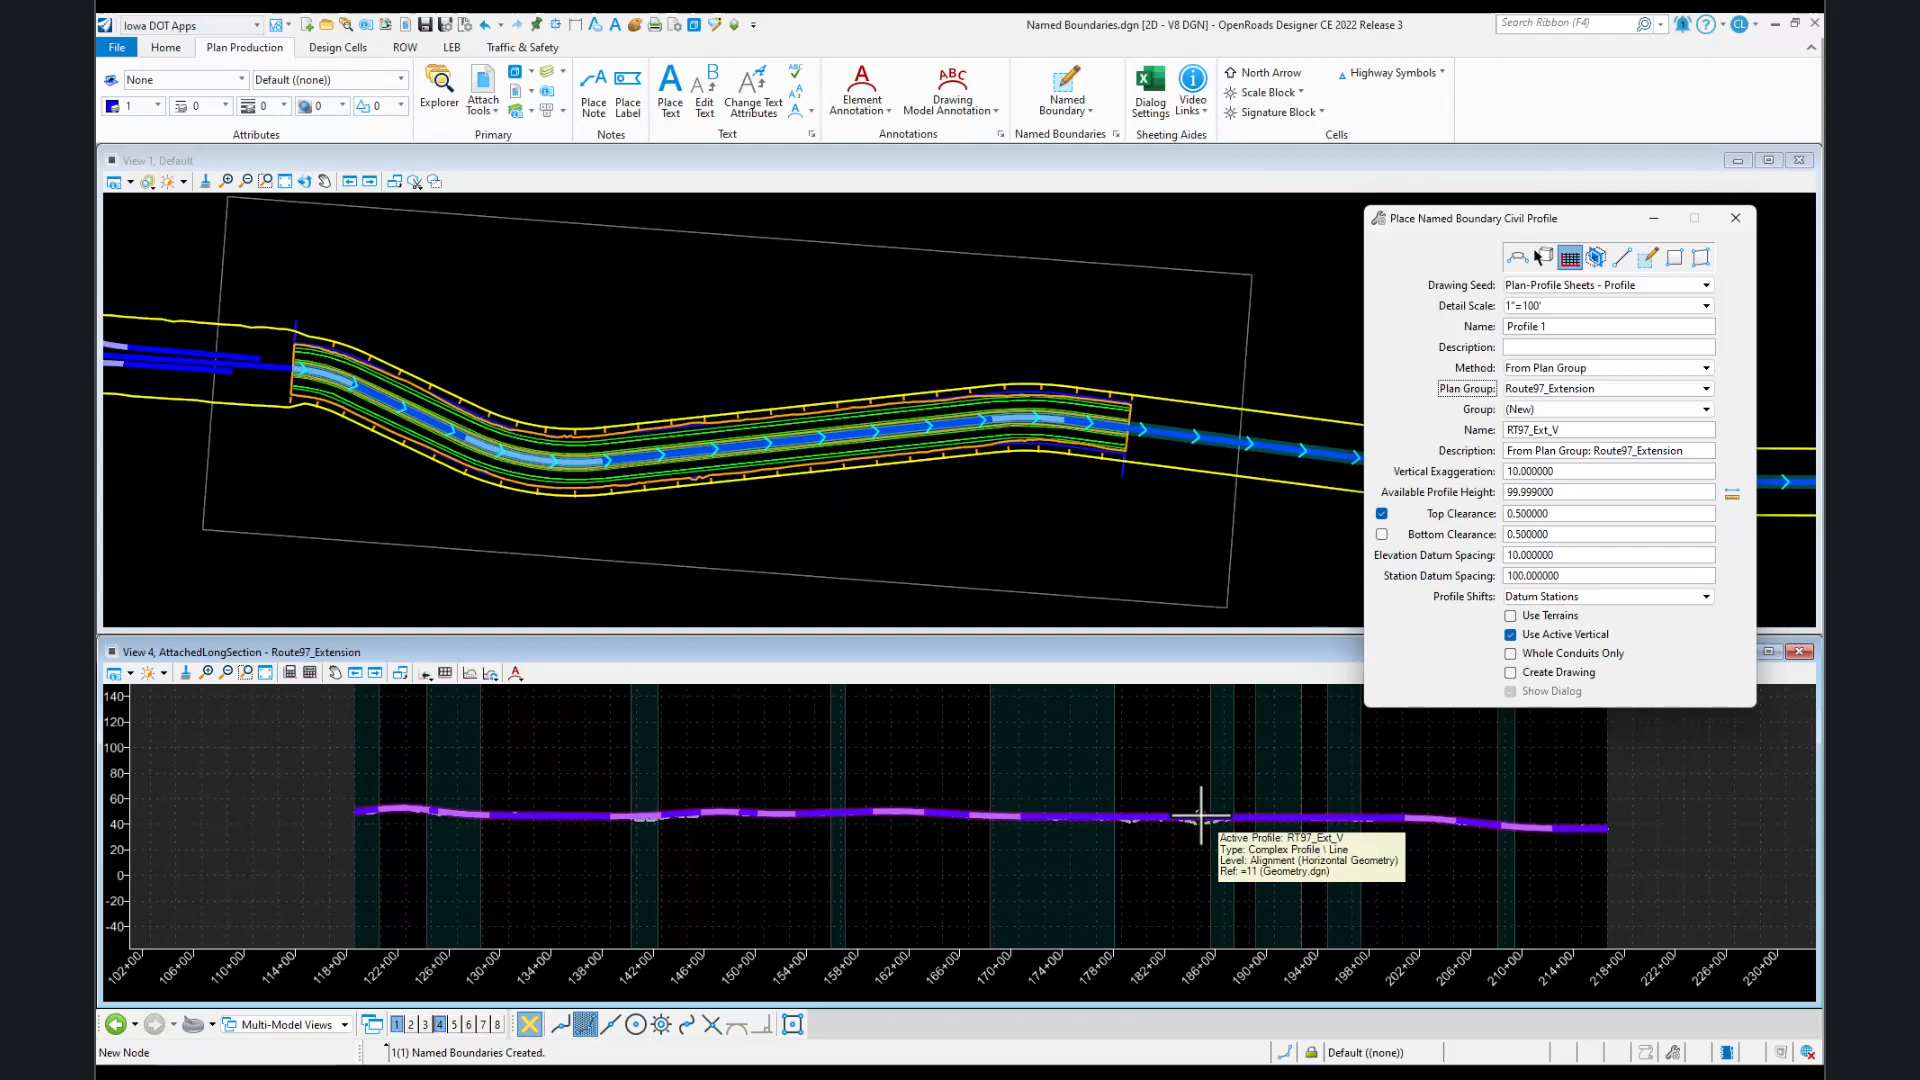 Iowa DOT Apps
Named Boundaries.dgn [2D - V8 DGN] - OpenRoads Designer CE 2022 Release 3
Search Ribbon (F4)
CL
File
Home
Plan Production
Design Cells
ROW
LEB
Traffic & Safety
None
Default ((none))
1
0
0
0
0
Attributes
Explorer
Attach Tools
Primary
Place Note
Place Label
Notes
Place Text
Edit Text
Change Text Attributes
Text
Element Annotation
Drawing Model Annotation
Annotations
Named Boundary
Named Boundaries
Dialog Settings
Video Links
Sheeting Aides
North Arrow
Scale Block
Signature Block
Highway Symbols
Cells
View 1, Default
Place Named Boundary Civil Profile
Drawing Seed: Plan-Profile Sheets - Profile
Detail Scale: 1"=100'
Name: Profile 1
Description:
Method: From Plan Group
Plan Group: Route97_Extension
Group: (New)
Name: RT97_Ext_V
Description: From Plan Group: Route97_Extension
Vertical Exaggeration: 10.000000
Available Profile Height: 99.999000
Top Clearance: 0.500000
Bottom Clearance: 0.500000
Elevation Datum Spacing: 10.000000
Station Datum Spacing: 100.000000
Profile Shifts: Datum Stations
Use Terrains
Use Active Vertical
Whole Conduits Only
Create Drawing
Show Dialog
View 4, AttachedLongSection - Route97_Extension
140
120
100
80
60
40
20
0
-20
-40
Active Profile: RT97_Ext_V
Type: Complex Profile \ Line
Level: Alignment (Horizontal Geometry)
Ref: =11 (Geometry.dgn)
102+00
106+00
110+00
114+00
118+00
122+00
126+00
130+00
134+00
138+00
142+00
146+00
150+00
154+00
158+00
162+00
166+00
170+00
174+00
178+00
182+00
186+00
190+00
194+00
198+00
202+00
206+00
210+00
214+00
218+00
222+00
226+00
230+00
Multi-Model Views
1 2 3 4 5 6 7 8
New Node
1(1) Named Boundaries Created.
Default ((none))